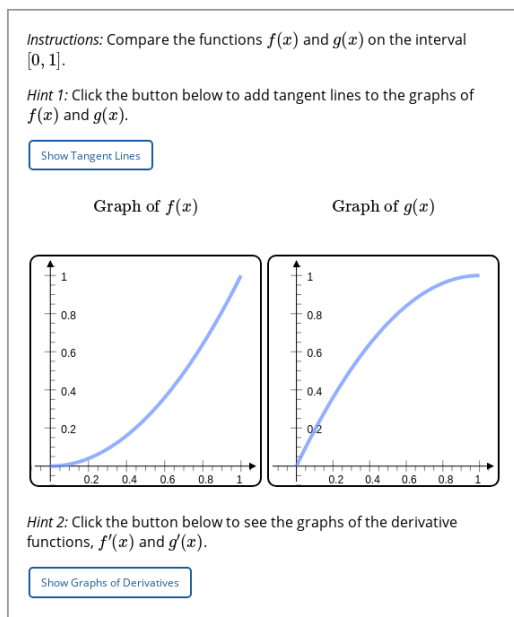 Instructions: Compare the functions f(x) and g(x) on the interval
[0, 1].
Hint 1: Click the button below to add tangent lines to the graphs of
f(x) and g(x).
Show Tangent Lines
Graph of f(x)
Graph of g(x)
1
0.8
0.6
0.4
0.2
0.2 0.4 0.6 0.8 1
1
0.8
0.6
0.4
0.2
0.2 0.4 0.6 0.8 1
Hint 2: Click the button below to see the graphs of the derivative
functions, f′(x) and g′(x).
Show Graphs of Derivatives